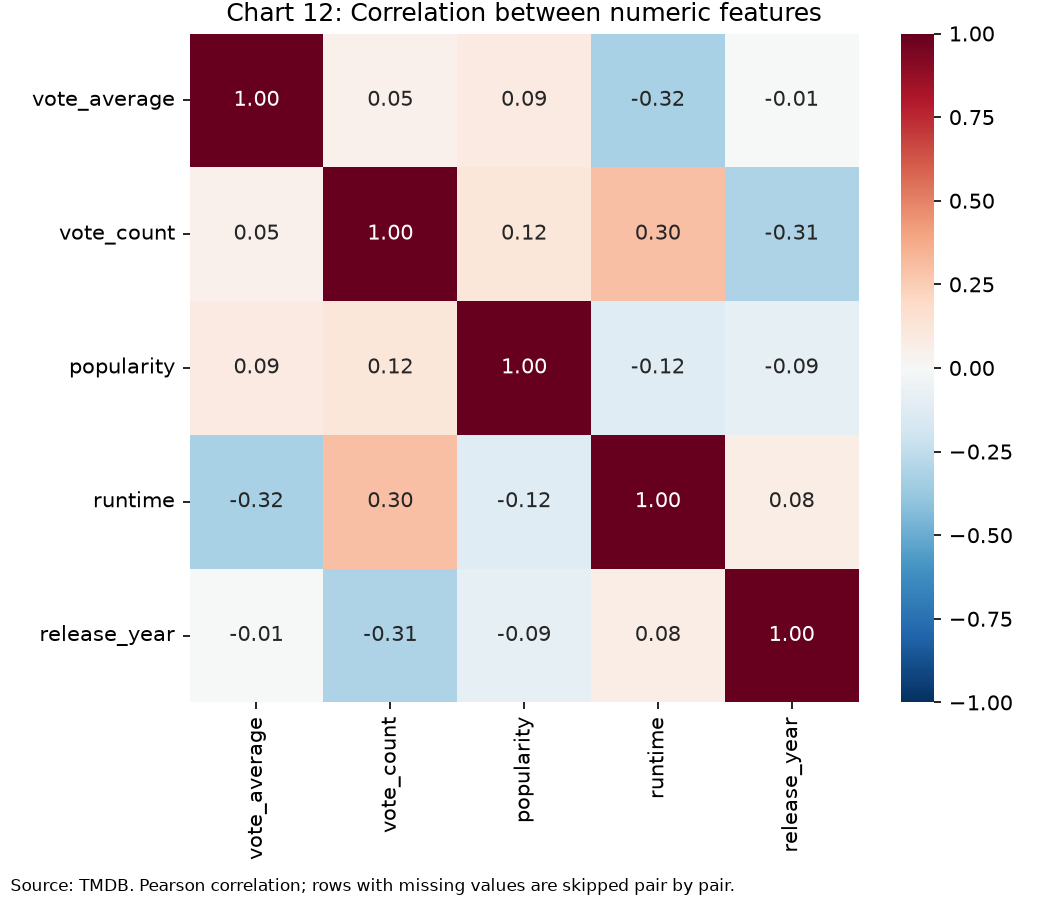 Chart 12: Correlation between numeric features
vote_average 1.00 0.05 0.09 -0.32 -0.01
vote_count 0.05 1.00 0.12 0.30 -0.31
popularity 0.09 0.12 1.00 -0.12 -0.09
runtime -0.32 0.30 -0.12 1.00 0.08
release_year -0.01 -0.31 -0.09 0.08 1.00
vote_average vote_count popularity runtime release_year
1.00
0.75
0.50
0.25
0.00
−0.25
−0.50
−0.75
−1.00
Source: TMDB. Pearson correlation; rows with missing values are skipped pair by pair.